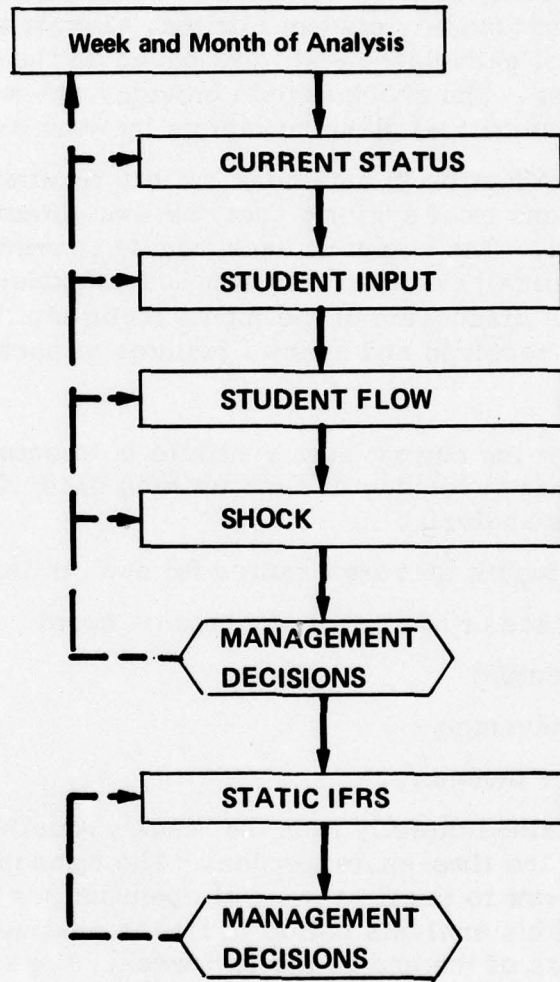 Week and Month of Analysis
CURRENT STATUS
STUDENT INPUT
STUDENT FLOW
SHOCK
MANAGEMENT
DECISIONS
STATIC IFRS
MANAGEMENT
DECISIONS